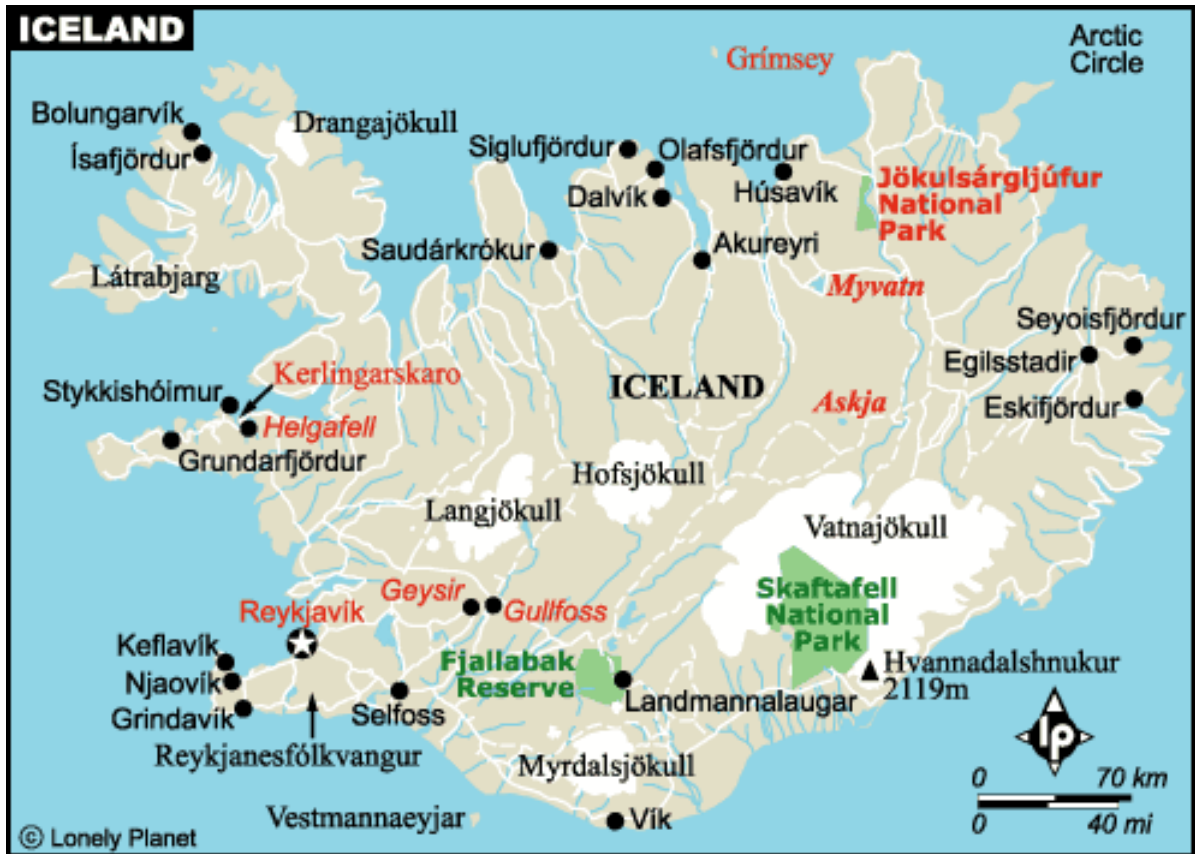 ICELAND
Arctic
Circle
Grímsey
Bolungarvík
Ísafjördur
Drangajökull
Siglufjördur
Olafsfjördur
Dalvík
Húsavík
Jökulsárgljúfur
National
Park
Saudárkrókur
Akureyri
Látrabjarg
Myvatn
Seyoisfjördur
Egilsstadir
Eskifjördur
Kerlingarskaro
Stykkishóimur
Helgafell
Grundarfjördur
ICELAND
Askja
Hofsjökull
Langjökull
Vatnajökull
Skaftafell
National
Park
Geysir
Gullfoss
Reykjavík
Keflavík
Njaovík
Grindavík
Selfoss
Reykjanesfólkvangur
Fjallabak
Reserve
Landmannalaugar
Hvannadalshnukur
2119m
Myrdalsjökull
Vestmannaeyjar
Vík
lp
0 70 km
0 40 mi
© Lonely Planet